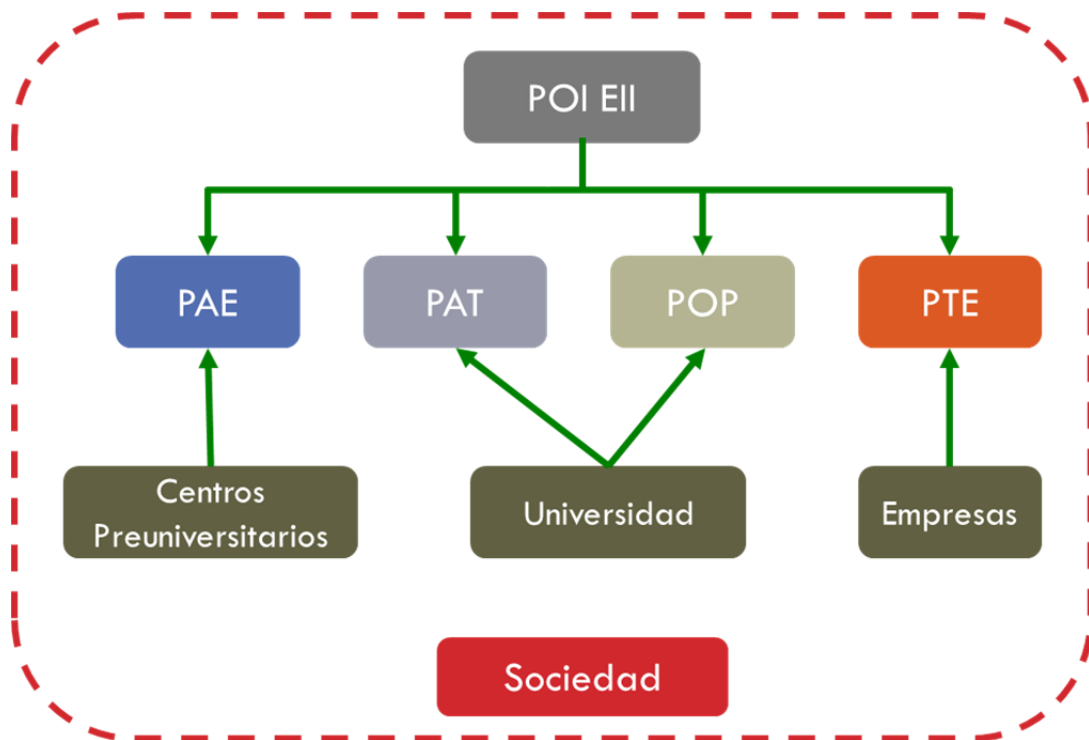 POI EII
PAE
PAT
POP
PTE
Centros
Preuniversitarios
Universidad
Empresas
Sociedad